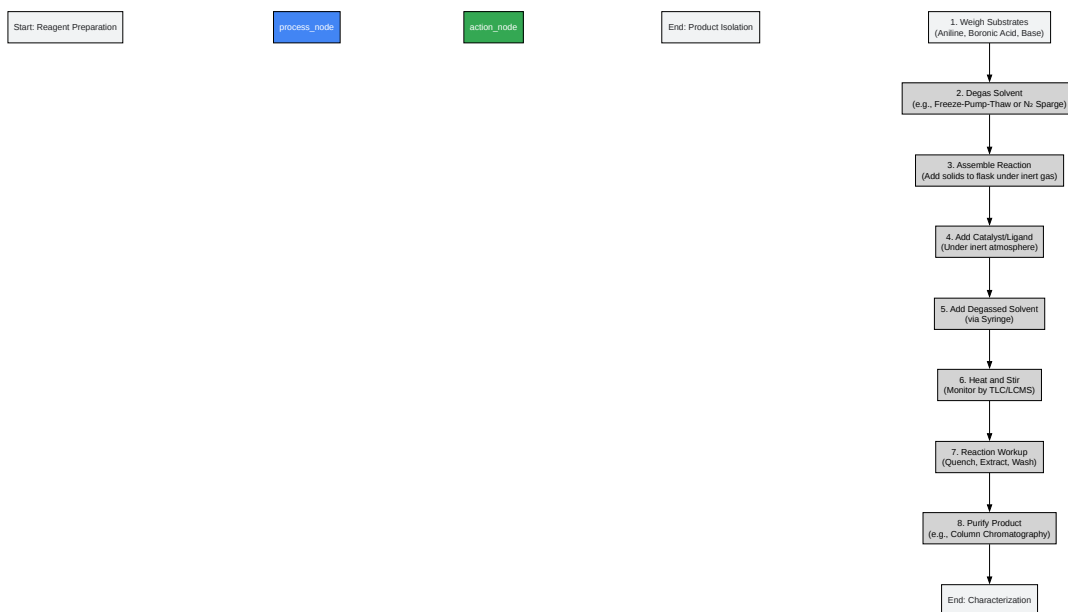 Start: Reagent Preparation
process_node
action_node
End: Product Isolation
1. Weigh Substrates
(Aniline, Boronic Acid, Base)
2. Degas Solvent
(e.g., Freeze-Pump-Thaw or N₂ Sparge)
3. Assemble Reaction
(Add solids to flask under inert gas)
4. Add Catalyst/Ligand
(Under inert atmosphere)
5. Add Degassed Solvent
(via Syringe)
6. Heat and Stir
(Monitor by TLC/LCMS)
7. Reaction Workup
(Quench, Extract, Wash)
8. Purify Product
(e.g., Column Chromatography)
End: Characterization